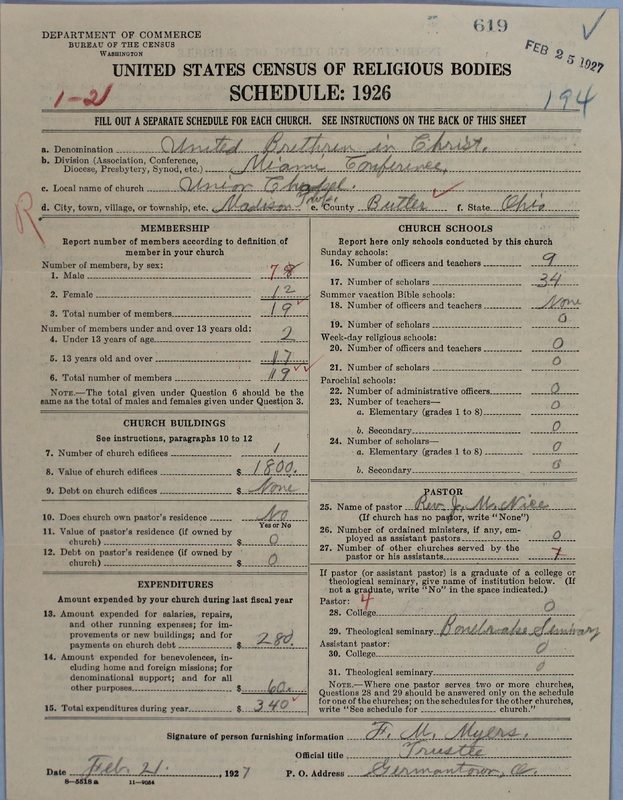 619
DEPARTMENT OF COMMERCE
BUREAU OF THE CENSUS
WASHINGTON
FEB 25 1927
UNITED STATES CENSUS OF RELIGIOUS BODIES
1-21
SCHEDULE: 1926
194
FILL OUT A SEPARATE SCHEDULE FOR EACH CHURCH. SEE INSTRUCTIONS ON THE BACK OF THIS SHEET
a. Denomination United Brethren in Christ.
b. Division (Association, Conference, Diocese, Presbytery, Synod, etc.) Miami Conference.
c. Local name of church Union Chapel.
d. City, town, village, or township, etc. Madison Twp. e. County Butler f. State Ohio
R
MEMBERSHIP
Report number of members according to definition of
member in your church
Number of members, by sex:
1. Male 7
2. Female 12
3. Total number of members 19
Number of members under and over 13 years old:
4. Under 13 years of age 2
5. 13 years old and over 17
6. Total number of members 19
NOTE.—The total given under Question 6 should be
the same as the total of males and females given under Question 3.
CHURCH BUILDINGS
See instructions, paragraphs 10 to 12
7. Number of church edifices 1
8. Value of church edifices $ 1800.
9. Debt on church edifices $ None
10. Does church own pastor's residence No
Yes or No
11. Value of pastor's residence (if owned by
church) $ 0
12. Debt on pastor's residence (if owned by
church) $ 0
EXPENDITURES
Amount expended by your church during last fiscal year
13. Amount expended for salaries, repairs,
and other running expenses; for im-
provements or new buildings; and for
payments on church debt $ 280.
14. Amount expended for benevolences, in-
cluding home and foreign missions; for
denominational support; and for all
other purposes $ 60.
15. Total expenditures during year $ 340
CHURCH SCHOOLS
Report here only schools conducted by this church
Sunday schools:
16. Number of officers and teachers 9
17. Number of scholars 34
Summer vacation Bible schools:
18. Number of officers and teachers None
19. Number of scholars 0
Week-day religious schools:
20. Number of officers and teachers 0
21. Number of scholars 0
Parochial schools:
22. Number of administrative officers 0
23. Number of teachers—
a. Elementary (grades 1 to 8) 0
b. Secondary 0
24. Number of scholars—
a. Elementary (grades 1 to 8) 0
b. Secondary 0
PASTOR
25. Name of pastor Rev. J. McNiee
(If church has no pastor, write "None")
26. Number of ordained ministers, if any, em-
ployed as assistant pastors 0
27. Number of other churches served by the
pastor or his assistants
If pastor (or assistant pastor) is a graduate of a college or
theological seminary, give name of institution below. (If
not a graduate, write "No" in the space indicated.)
Pastor: 4
28. College 0
29. Theological seminary Bonebrake Seminary
Assistant pastor:
30. College 0
31. Theological seminary 0
NOTE.—Where one pastor serves two or more churches,
Questions 28 and 29 should be answered only on the schedule
for one of the churches; on the schedules for the other churches,
write "See schedule for church."
Signature of person furnishing information F. M. Myers.
Official title Trustee
Date Feb 21. , 1927 P. O. Address Germantown, O.
8—5518 a 11—9034